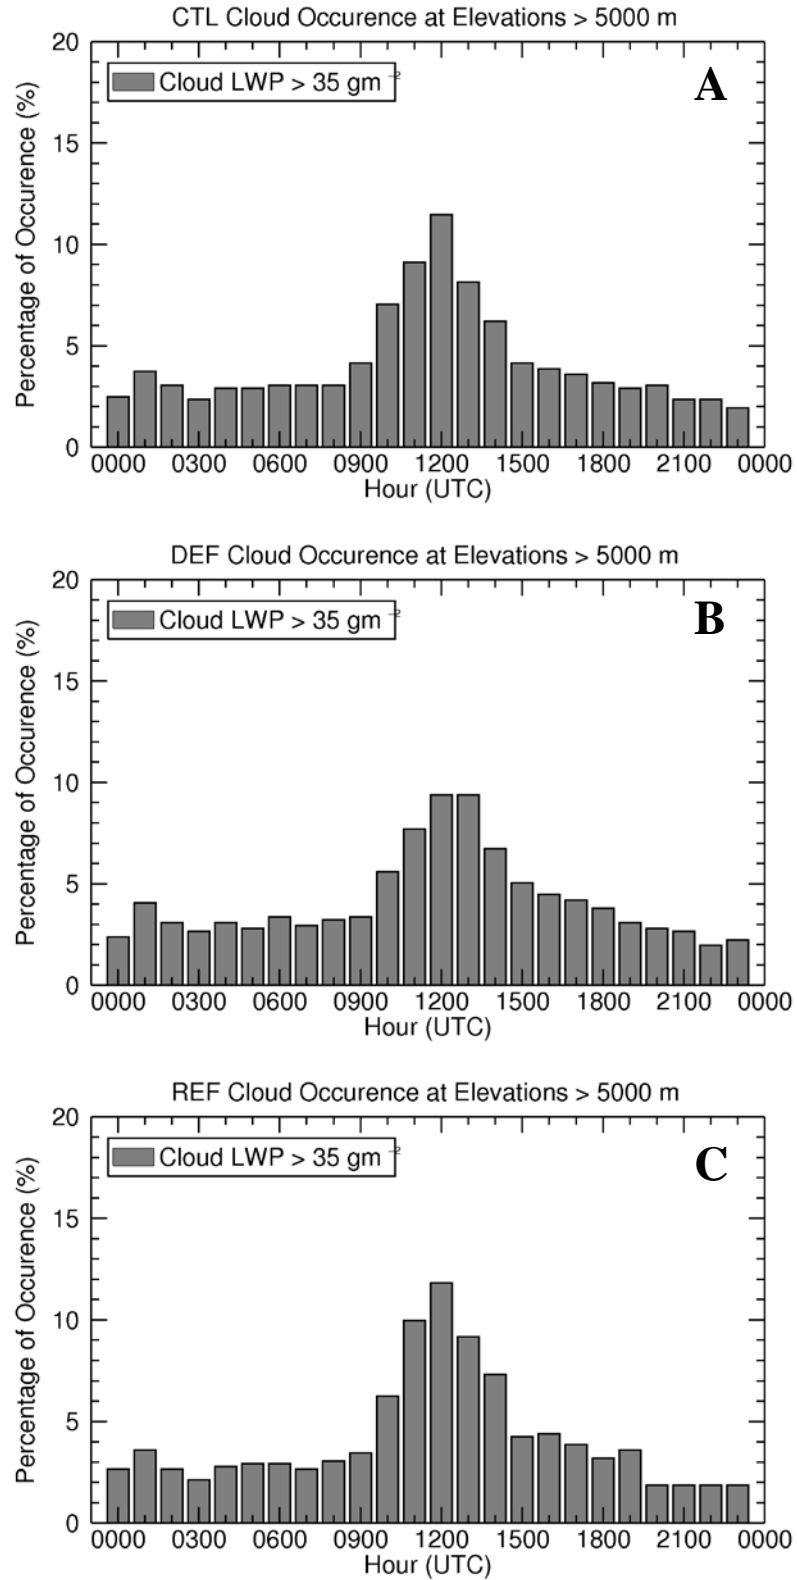 CTL Cloud Occurence at Elevations > 5000 m
20
Cloud LWP > 35 gm⁻²
A
15
10
5
0
Percentage of Occurence (%)
0000 0300 0600 0900 1200 1500 1800 2100 0000
Hour (UTC)
DEF Cloud Occurence at Elevations > 5000 m
20
Cloud LWP > 35 gm⁻²
B
15
10
5
0
Percentage of Occurence (%)
0000 0300 0600 0900 1200 1500 1800 2100 0000
Hour (UTC)
REF Cloud Occurence at Elevations > 5000 m
20
Cloud LWP > 35 gm⁻²
C
15
10
5
0
Percentage of Occurence (%)
0000 0300 0600 0900 1200 1500 1800 2100 0000
Hour (UTC)